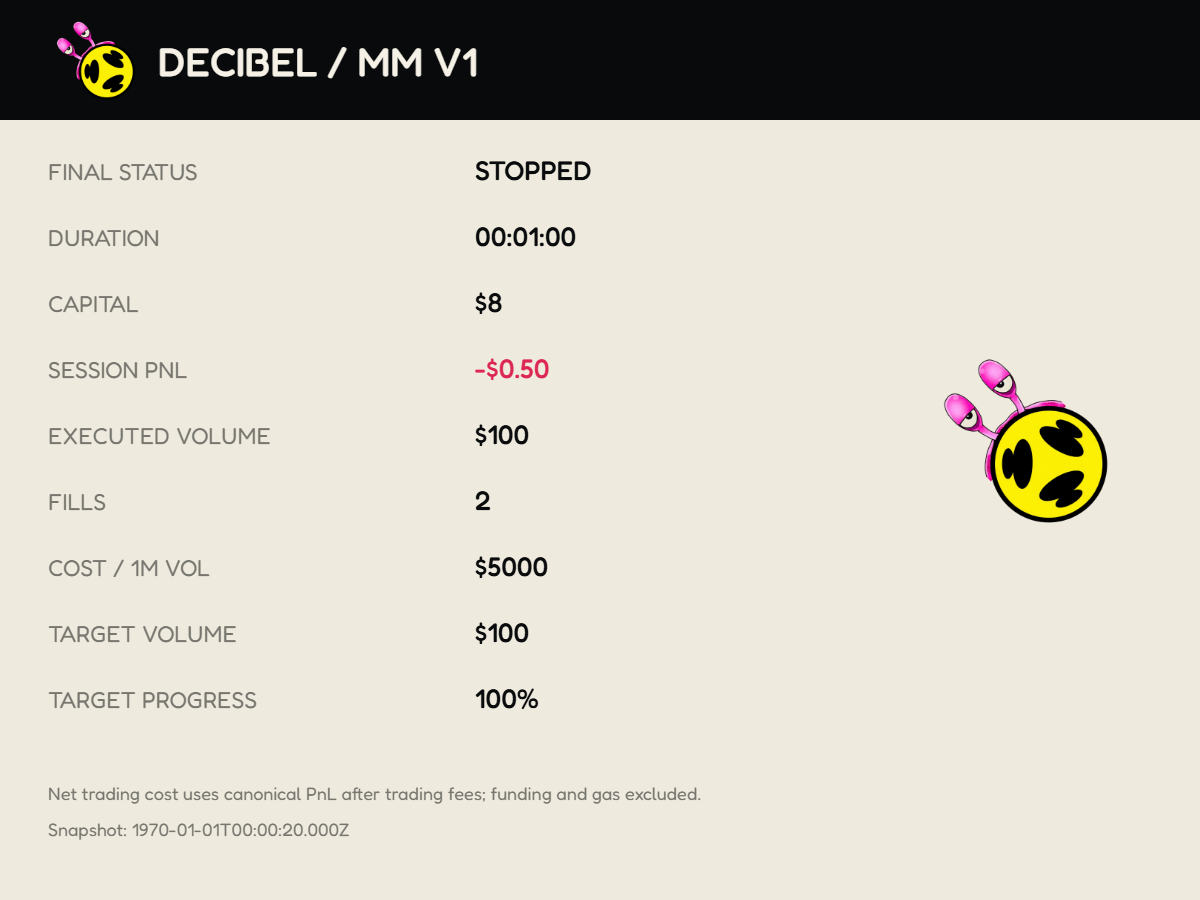 DECIBEL / MM V1
FINAL STATUS STOPPED
DURATION 00:01:00
CAPITAL $8
SESSION PNL -$0.50
EXECUTED VOLUME $100
FILLS 2
COST / 1M VOL $5000
TARGET VOLUME $100
TARGET PROGRESS 100%
Net trading cost uses canonical PnL after trading fees; funding and gas excluded.
Snapshot: 1970-01-01T00:00:20.000Z